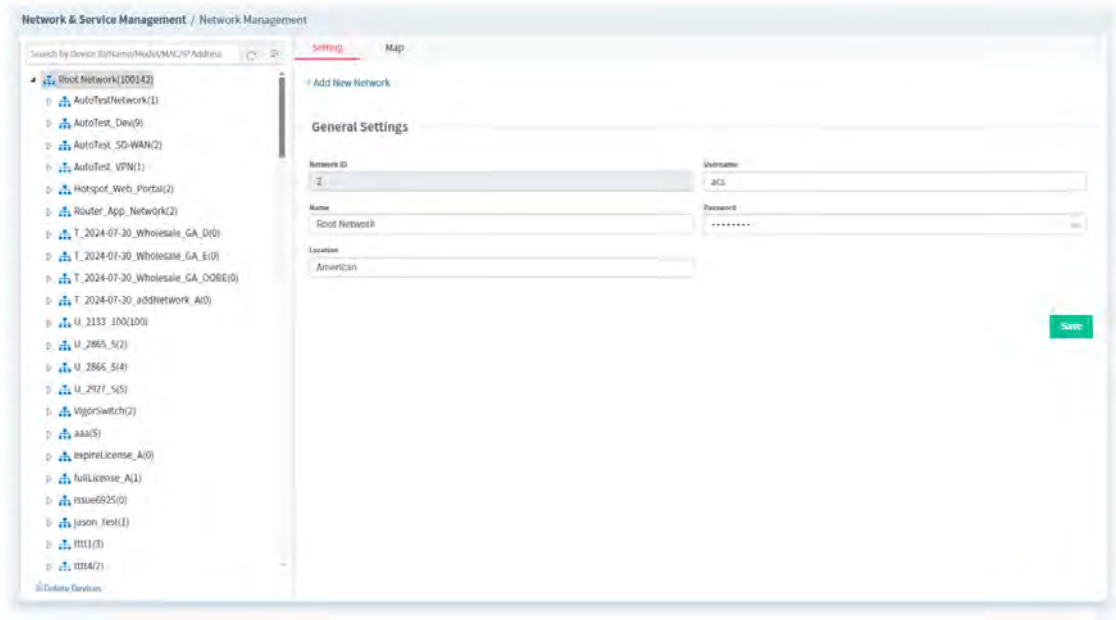 Network & Service Management / Network Management
Search by Device ID/Name/Model/MAC/IP Address
Setting Map
Root Network(100142)
+ Add New Network
AutoTestNetwork(1)
AutoTest_Dev(9)
General Settings
AutoTest_SD-WAN(2)
AutoTest_VPN(1)
Network ID
Username
2
acs
Hotspot_Web_Portal(2)
Router_App_Network(2)
Name
Password
Root Network
••••••••
T_2024-07-30_Wholesale_GA_D(0)
T_2024-07-30_Wholesale_GA_E(0)
Location
American
T_2024-07-30_Wholesale_GA_OOBE(0)
T_2024-07-30_addNetwork_A(0)
U_2133_100(100)
Save
U_2865_5(2)
U_2866_5(4)
U_2927_5(5)
VigorSwitch(2)
aaa(5)
expireLicense_A(0)
fullLicense_A(1)
issue6925(0)
jason_test(1)
Delete Devices